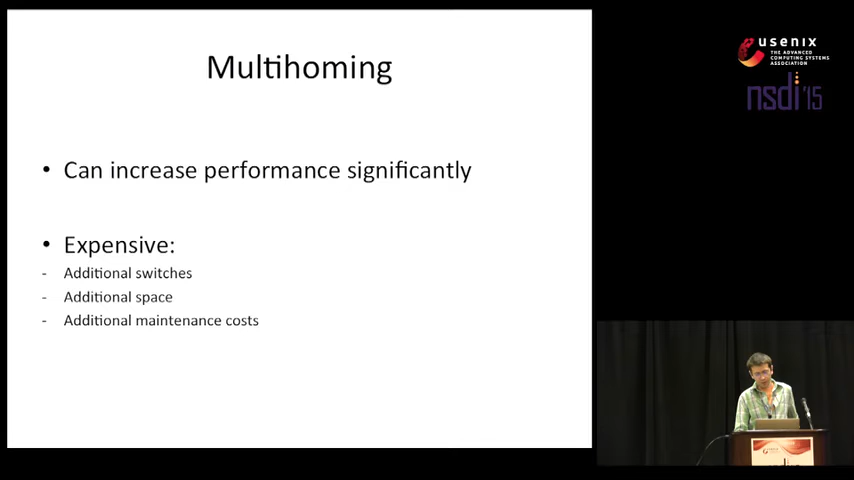 Multihoming
• Can increase performance significantly
• Expensive:
- Additional switches
- Additional space
- Additional maintenance costs
usenix
THE ADVANCED
COMPUTING SYSTEMS
ASSOCIATION
nsdi '15